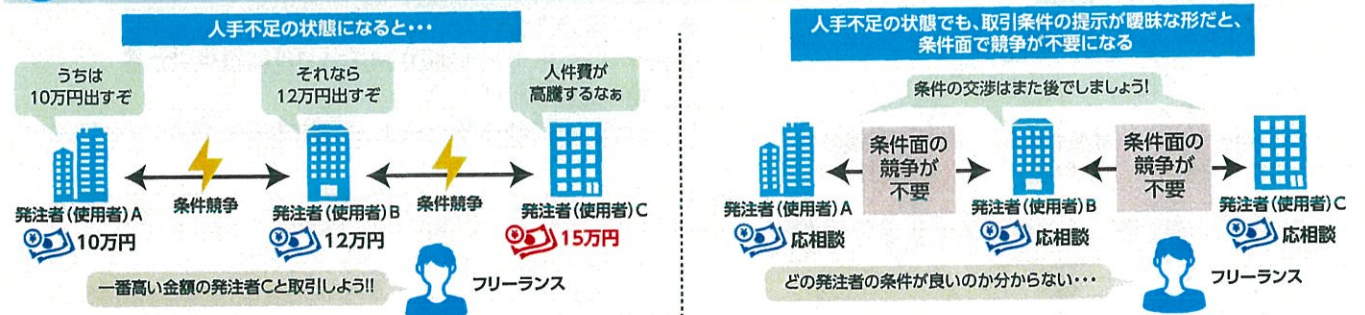 人手不足の状態になると・・・
うちは
10万円出すぞ
それなら
12万円出すぞ
人件費が
高騰するなぁ
条件競争
条件競争
発注者(使用者)A
10万円
発注者(使用者)B
12万円
発注者(使用者)C
15万円
一番高い金額の発注者Cと取引しよう!!
フリーランス
人手不足の状態でも、取引条件の提示が曖昧な形だと、
条件面で競争が不要になる
条件の交渉はまた後でしましょう!
条件面の
競争が
不要
条件面の
競争が
不要
発注者(使用者)A
応相談
発注者(使用者)B
応相談
発注者(使用者)C
応相談
どの発注者の条件が良いのか分からない・・・
フリーランス